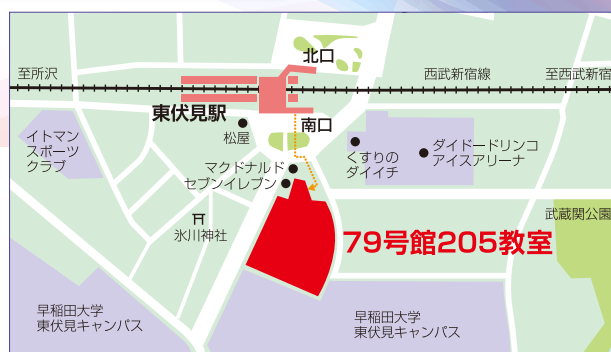 北口
至所沢
西武新宿線
至西武新宿
東伏見駅
南口
松屋
イトマン
スポーツ
クラブ
くすりの
ダイイチ
ダイドードリンコ
アイスアリーナ
マクドナルド
セブンイレブン
武蔵関公園
氷川神社
79号館205教室
早稲田大学
東伏見キャンパス
早稲田大学
東伏見キャンパス